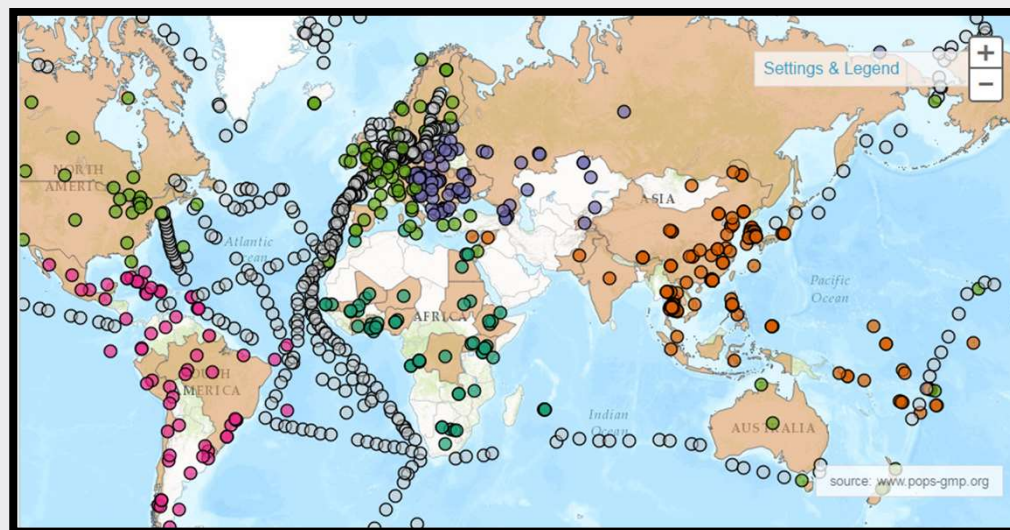 +
Settings & Legend
−
NORTH
AMERICA
ASIA
Atlantic
Ocean
Pacific
Ocean
AFRICA
SOUTH
AMERICA
Indian
Ocean
AUSTRALIA
source: www.pops-gmp.org